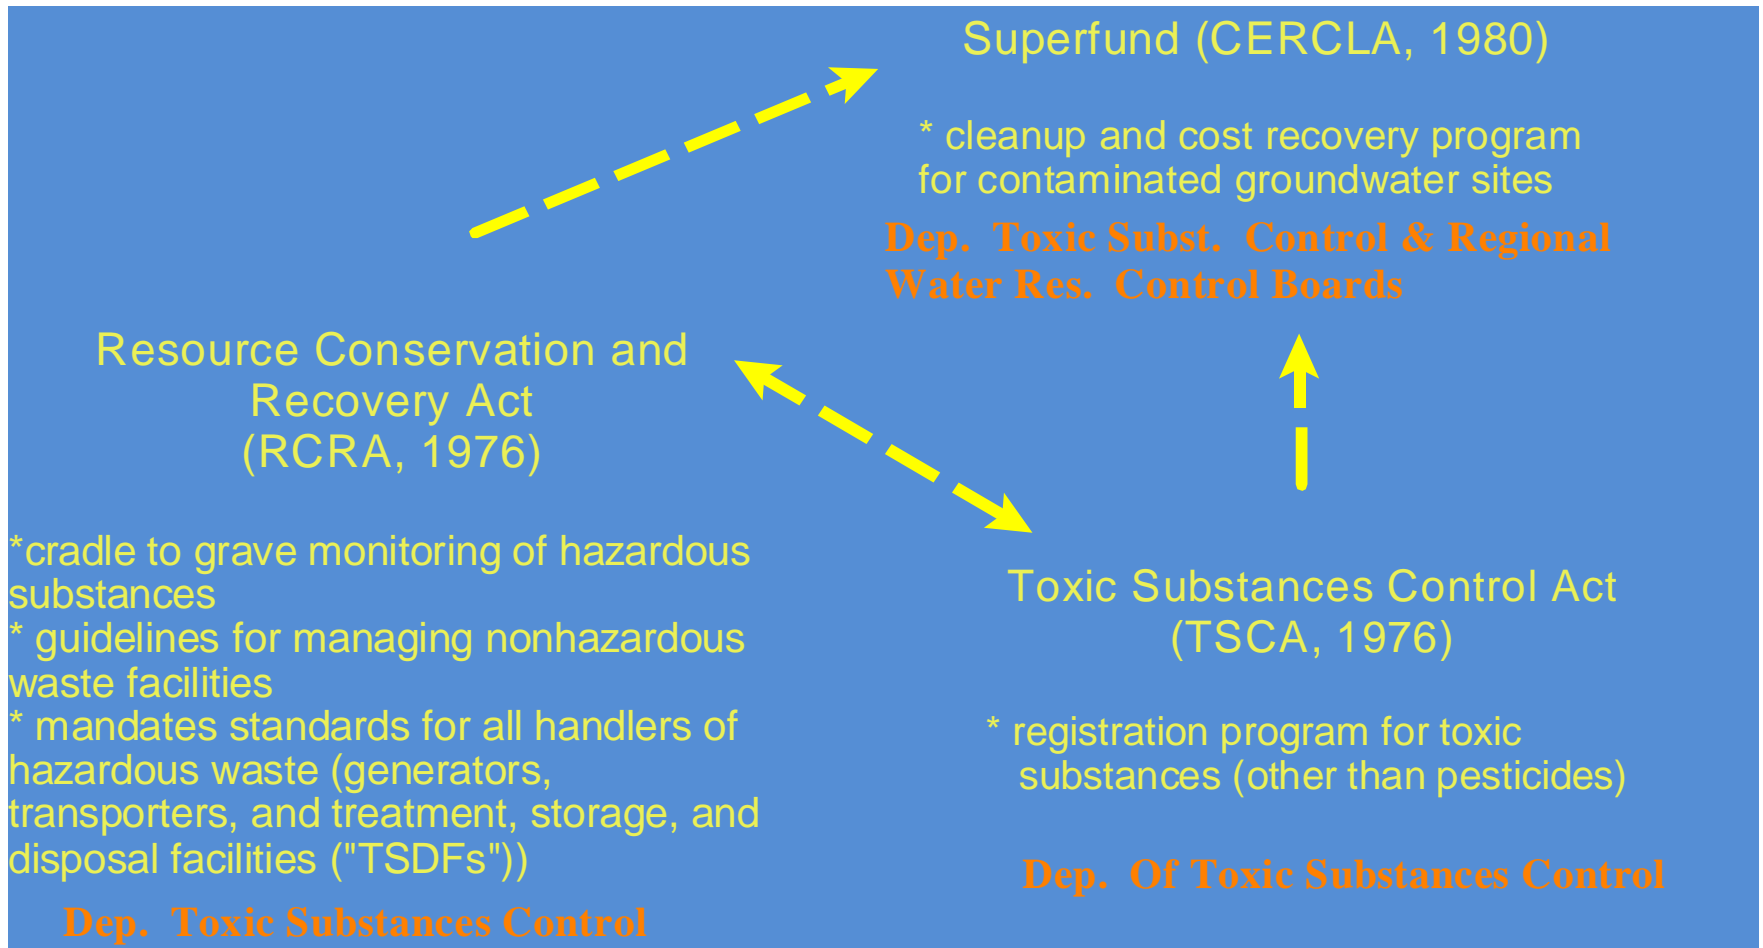 Superfund (CERCLA, 1980)
* cleanup and cost recovery program
for contaminated groundwater sites
Dep. Toxic Subst. Control & Regional
Water Res. Control Boards
Resource Conservation and
Recovery Act
(RCRA, 1976)
*cradle to grave monitoring of hazardous
substances
* guidelines for managing nonhazardous
waste facilities
* mandates standards for all handlers of
hazardous waste (generators,
transporters, and treatment, storage, and
disposal facilities ("TSDFs"))
Dep. Toxic Substances Control
Toxic Substances Control Act
(TSCA, 1976)
* registration program for toxic
substances (other than pesticides)
Dep. Of Toxic Substances Control